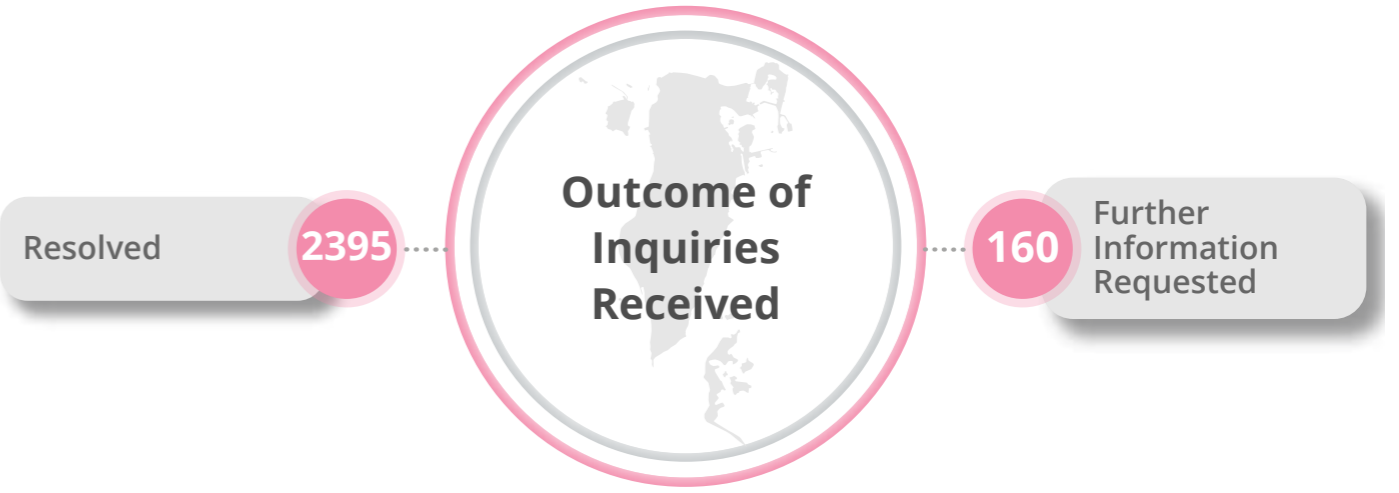 Outcome of
Inquiries
Received
Resolved
2395
160
Further
Information
Requested